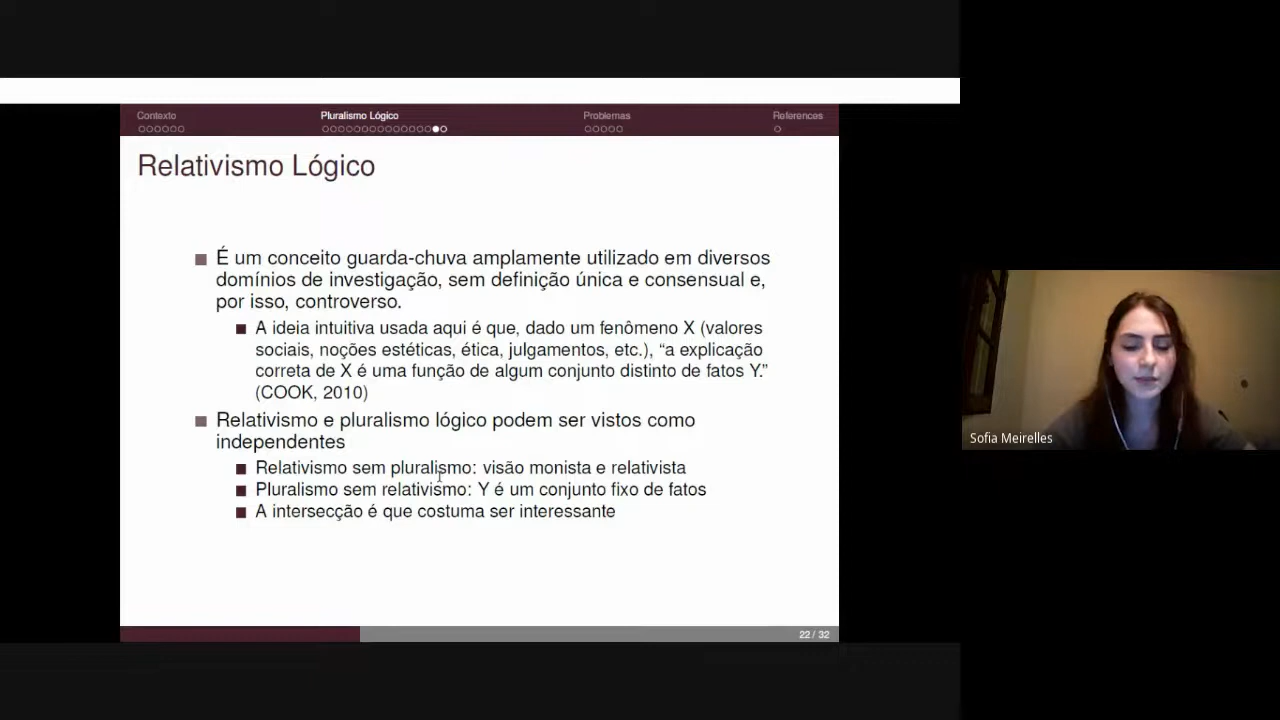 Contexto
Pluralismo Lógico
Problemas
References
Relativismo Lógico
É um conceito guarda-chuva amplamente utilizado em diversos
domínios de investigação, sem definição única e consensual e,
por isso, controverso.
A ideia intuitiva usada aqui é que, dado um fenômeno X (valores
sociais, noções estéticas, ética, julgamentos, etc.), “a explicação
correta de X é uma função de algum conjunto distinto de fatos Y.”
(COOK, 2010)
Relativismo e pluralismo lógico podem ser vistos como
independentes
Relativismo sem pluralismo: visão monista e relativista
Pluralismo sem relativismo: Y é um conjunto fixo de fatos
A intersecção é que costuma ser interessante
22 / 32
Sofia Meirelles